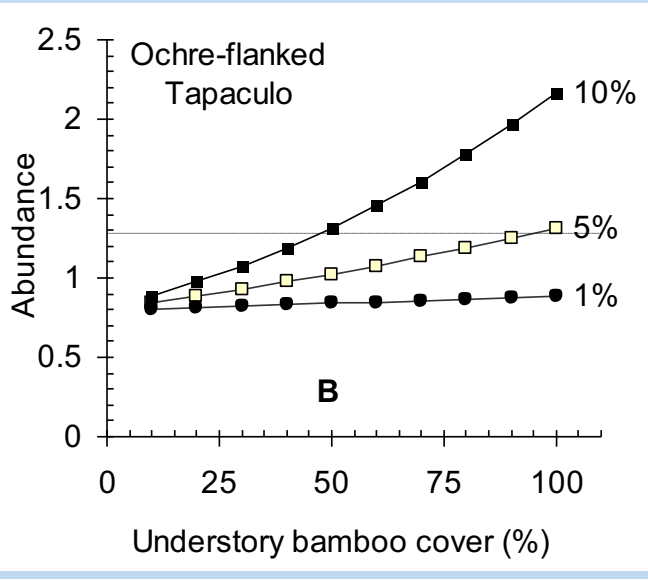 2.5
Ochre-flanked
Tapaculo
10%
2
1.5
5%
1
1%
0.5
B
0
0 25 50 75 100
Abundance
Understory bamboo cover (%)